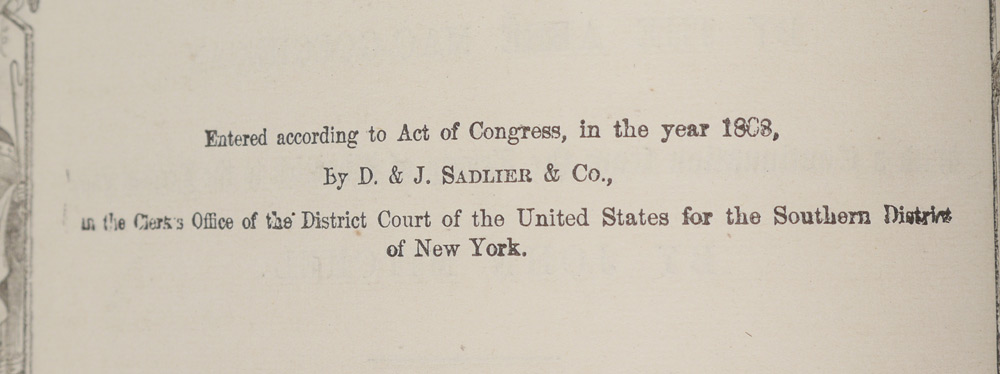 Entered according to Act of Congress, in the year 1868,
By D. & J. SADLIER & Co.,
in the Clerk's Office of the District Court of the United States for the Southern District
of New York.